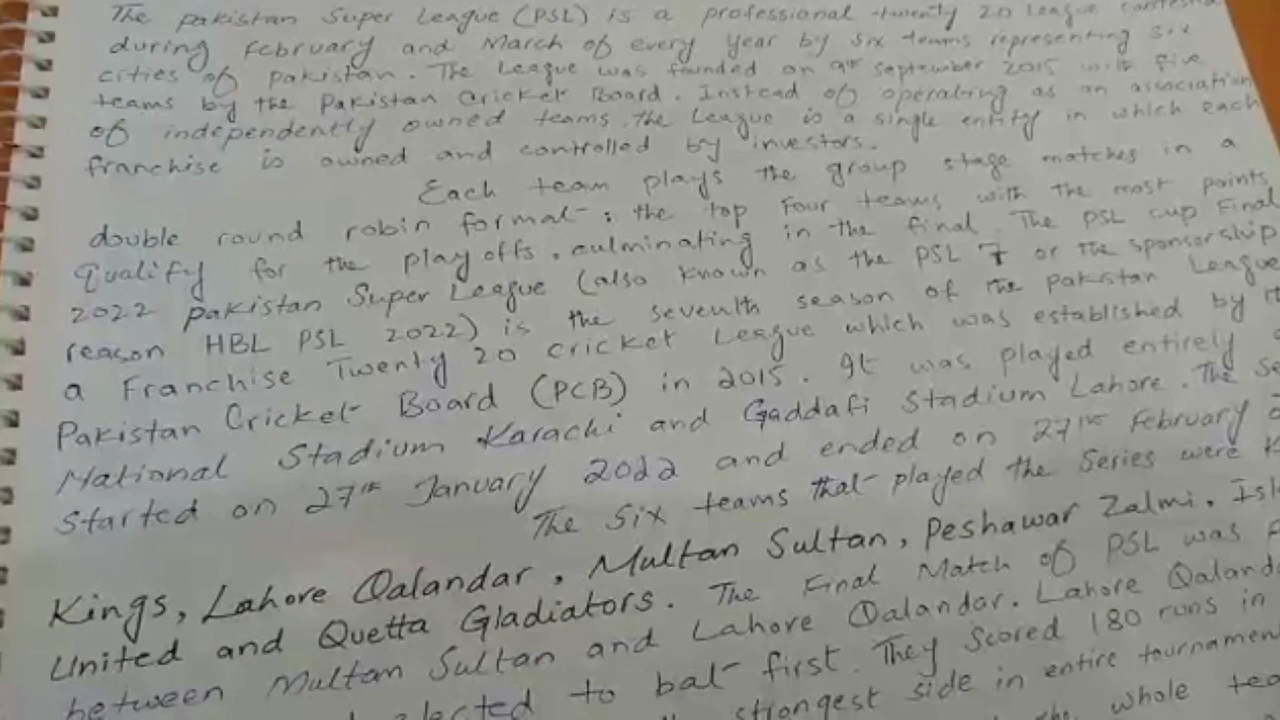 The pakistan Super League (PSL) is a professional twenty 20 league
during february and March of every year by six teams representing six
cities of pakistan. The League was founded on 9th september 2015 with five
teams by the Pakistan Cricket Board. Instead of operating as an association
of independently owned teams, the League is a single entity in which each
franchise is owned and controlled by investors.
Each team plays the group stage matches in a
double round robin format; the top Four teams with the most points
qualify for the play offs, culminating in the final. The PSL cup Final
2022 pakistan Super League (also known as the PSL 7 or the sponsorship
reason HBL PSL 2022) is the seventh season of the Pakistan League
a Franchise Twenty 20 cricket League which was established by
Pakistan Cricket Board (PCB) in 2015. It was played entirely
National Stadium Karachi and Gaddafi Stadium Lahore. The
started on 27th January 2022 and ended on 27th february
The six teams that played the Series were
Kings, Lahore Qalandar, Multan Sultan, Peshawar Zalmi,
United and Quetta Gladiators. The Final Match of PSL was
between Multan Sultan and Lahore Qalandar. Lahore
to bat first. They scored 180 runs in
strongest side in entire
whole